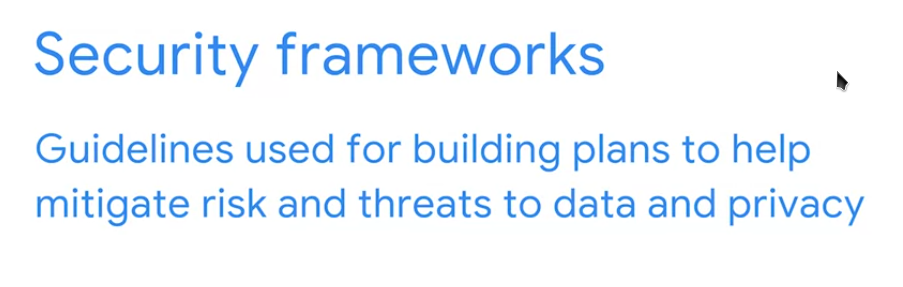 Security frameworks
Guidelines used for building plans to help
mitigate risk and threats to data and privacy